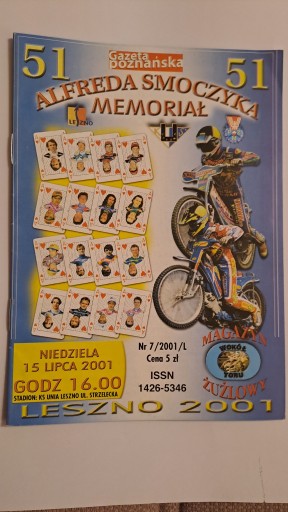 Gazeta
poznańska
51
51
ALFREDA SMOCZYKA
MEMORIAŁ
LESZNO
Nr 7/2001/L
Cena 5 zł
ISSN
1426-5346
MAGAZYN
WOKÓŁ
TORU
ŻUŻLOWY
NIEDZIELA
15 LIPCA 2001
GODZ 16.00
STADION: KS UNIA LESZNO UL. STRZELECKA
LESZNO 2001